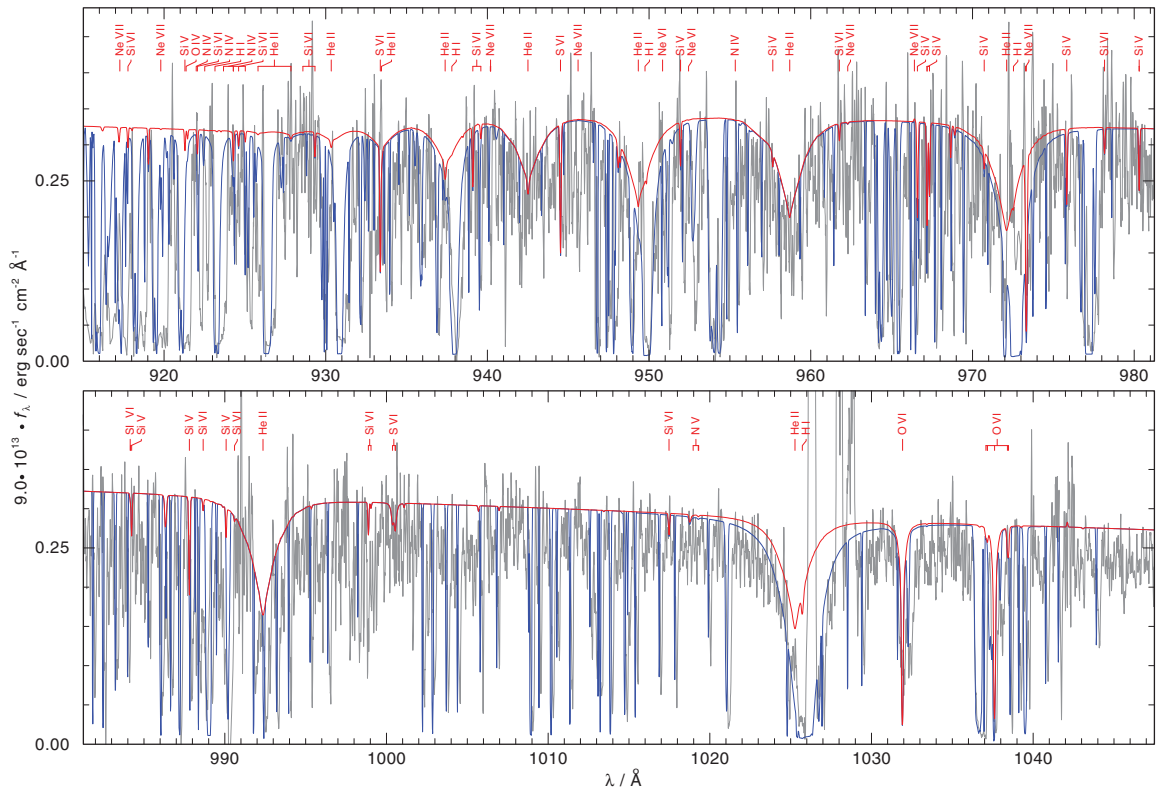 Ne VII Si VI Ne VII Si V O IV N IV Si VI N IV H I N IV Si VI He II Si VI He II S VI He II He II H I Si VI Ne VII He II S VI Ne VII He II H I Ne VI Si V Ne VII N IV Si V He II Si VI Ne VII Ne VII Si V Si V Si V He II H I Ne VII Si V Si VI Si V
0.25
0.00
920 930 940 950 960 970 980
Si VI Si V Si V Si VI Si V Si VI He II Si VI S VI Si VI N V He II H I O VI O VI
0.25
0.00
990 1000 1010 1020 1030 1040
9.0•10¹³ • fλ / erg sec⁻¹ cm⁻² Å⁻¹
λ / Å